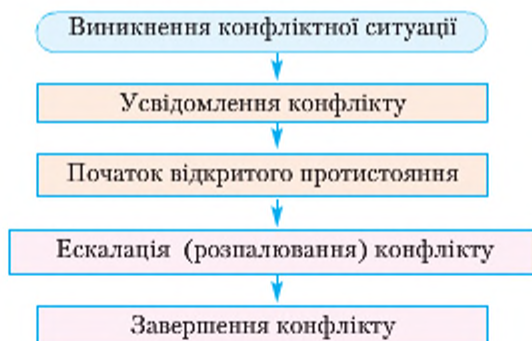 Виникнення конфліктної ситуації
Усвідомлення конфлікту
Початок відкритого протистояння
Ескалація (розпалювання) конфлікту
Завершення конфлікту